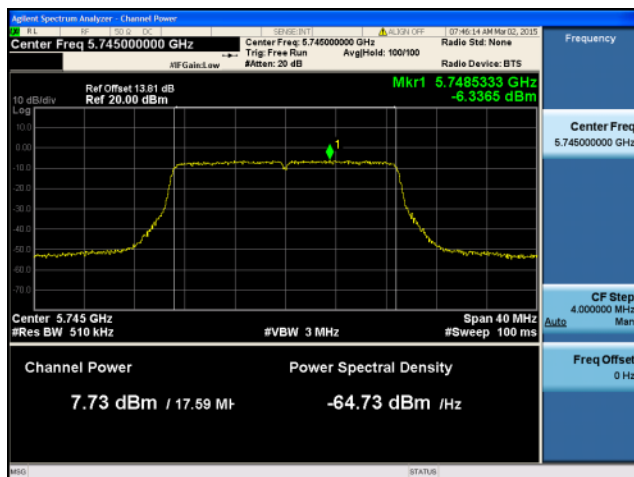 Agilent Spectrum Analyzer - Channel Power
RL RF 50 Ω DC SENSE:INT ALIGN OFF 07:46:14 AM Mar 02, 2015
Center Freq 5.745000000 GHz Center Freq: 5.745000000 GHz Radio Std: None Frequency
Trig: Free Run Avg|Hold: 100/100
#IFGain:Low #Atten: 20 dB Radio Device: BTS
Mkr1 5.7485333 GHz
Ref Offset 13.81 dB
10 dB/div Ref 20.00 dBm -6.3365 dBm
Log
10.0
0.00
-10.0
-20.0
-30.0
-40.0
-50.0
-60.0
-70.0
1
Center Freq
5.745000000 GHz
Center 5.745 GHz Span 40 MHz
#Res BW 510 kHz #VBW 3 MHz #Sweep 100 ms
CF Step
4.000000 MHz
Auto Man
Channel Power Power Spectral Density
7.73 dBm / 17.59 MH -64.73 dBm /Hz
Freq Offset
0 Hz
MSG STATUS